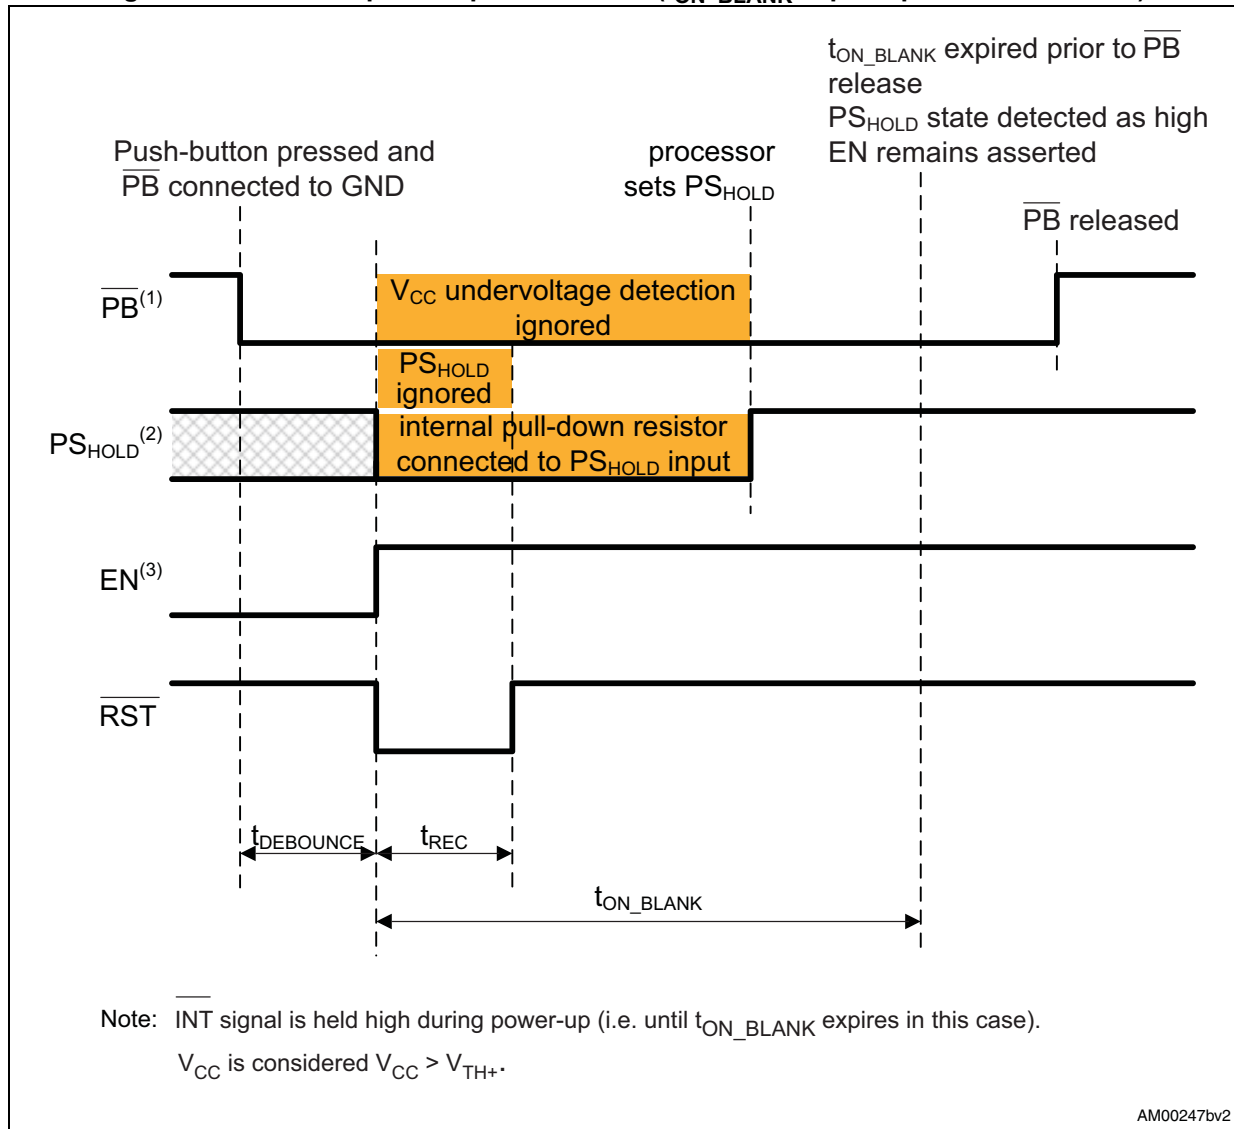 (tON_BLANK
tON_BLANK expired prior to PB
release
PSHOLD state detected as high
EN remains asserted
Push-button pressed and
PB connected to GND
processor
sets PSHOLD
PB released
PB(1)
VCC undervoltage detection
ignored
PSHOLD
ignored
PSHOLD(2)
internal pull-down resistor
connected to PSHOLD input
EN(3)
RST
tDEBOUNCE
tREC
tON_BLANK
Note: INT signal is held high during power-up (i.e. until tON_BLANK expires in this case).
VCC is considered VCC > VTH+.
AM00247bv2